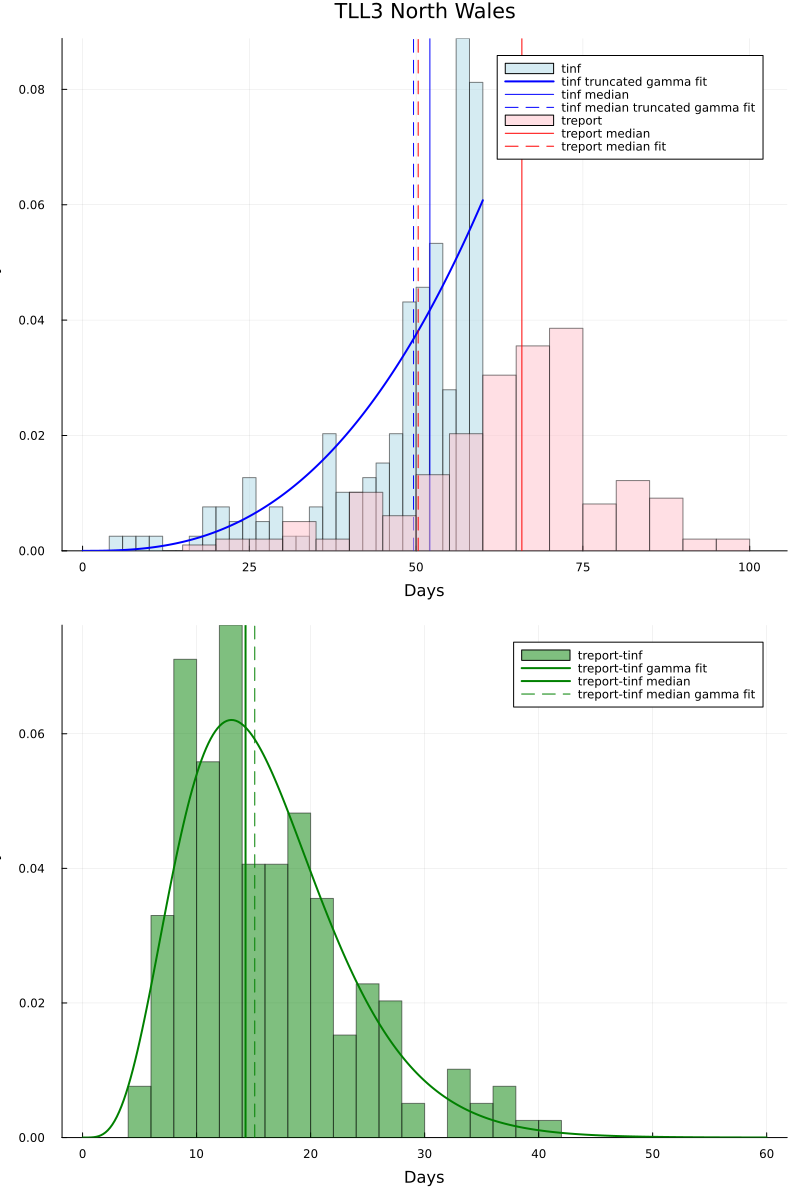 TLL3 North Wales
0.08
0.06
0.04
0.02
0.00
tinf
tinf truncated gamma fit
tinf median
tinf median truncated gamma fit
treport
treport median
treport median fit
0 25 50 75 100
Days
0.06
0.04
0.02
0.00
treport-tinf
treport-tinf gamma fit
treport-tinf median
treport-tinf median gamma fit
0 10 20 30 40 50 60
Days